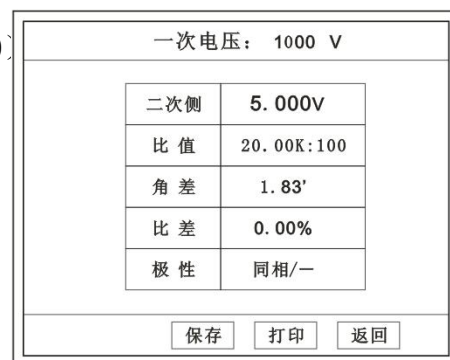 一次电压： 1000 V
二次侧 5.000V
比 值 20.00K:100
角 差 1.83'
比 差 0.00%
极 性 同相/—
保存 打印 返回